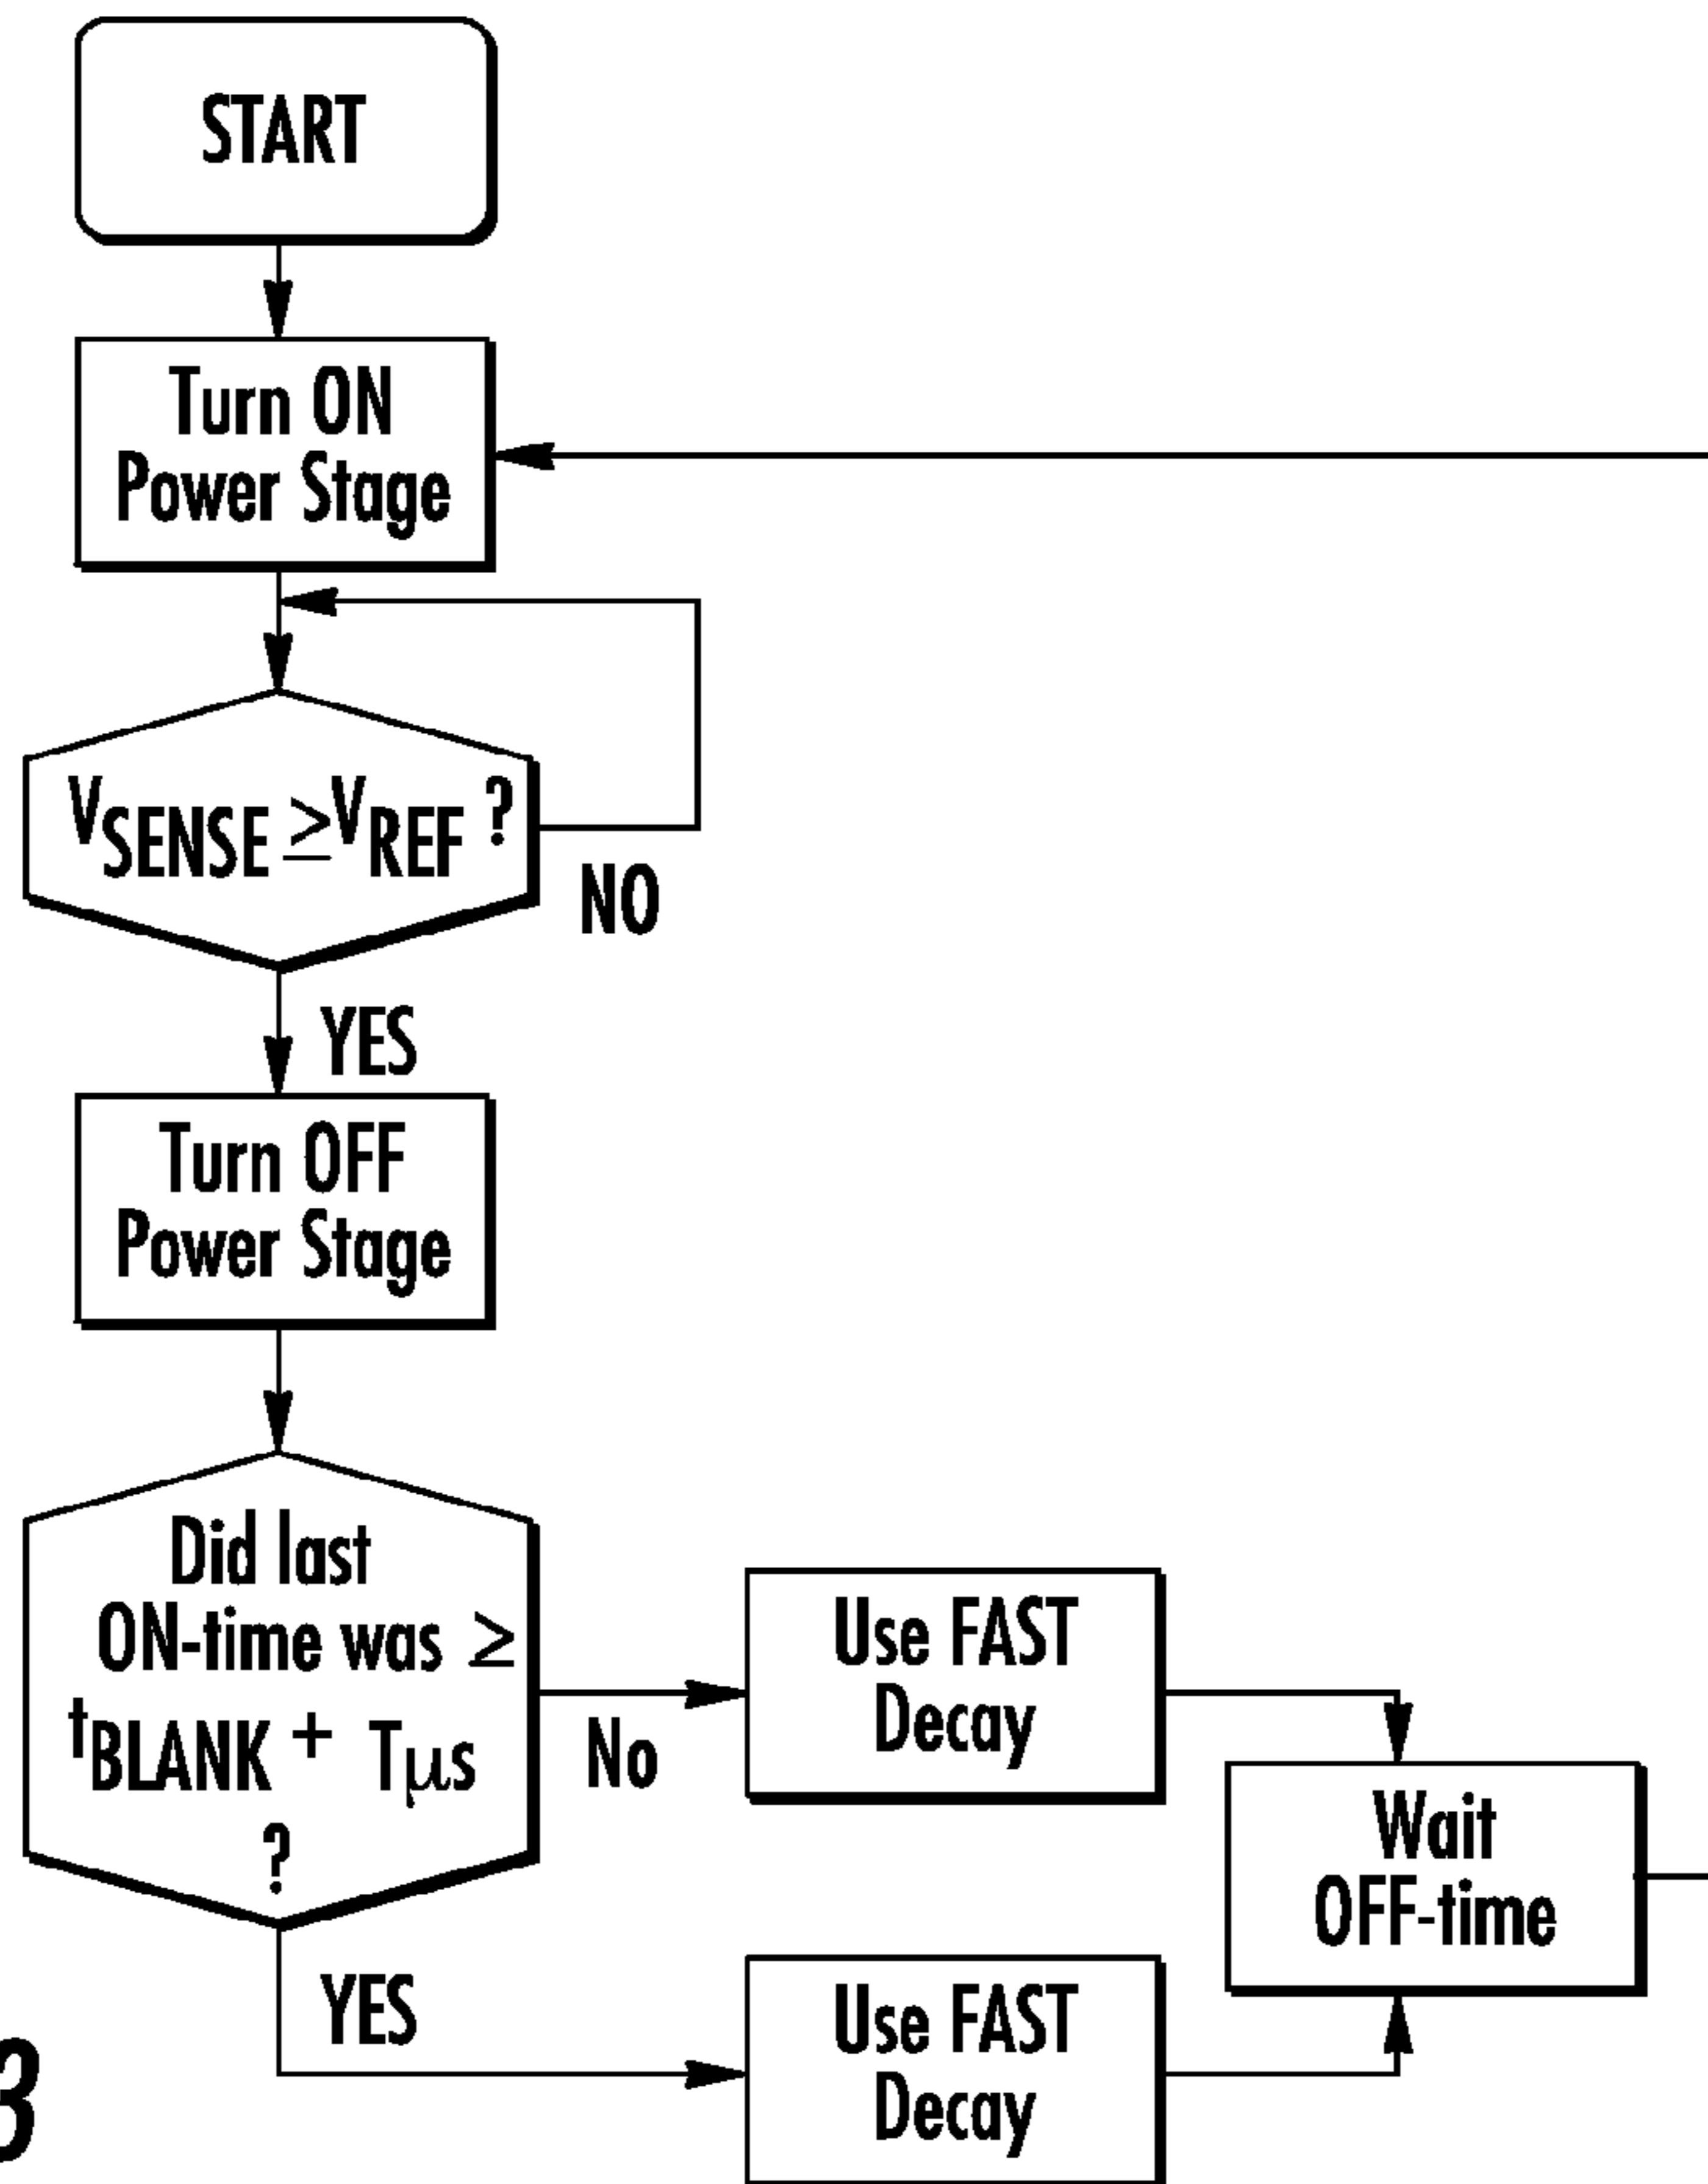 START
Turn ON
Power Stage
VSENSE ≥VREF ?
NO
YES
Turn OFF
Power Stage
Did last
ON-time was ≥
tBLANK + Tμs
?
No
Use FAST
Decay
Wait
OFF-time
YES
Use FAST
Decay
3